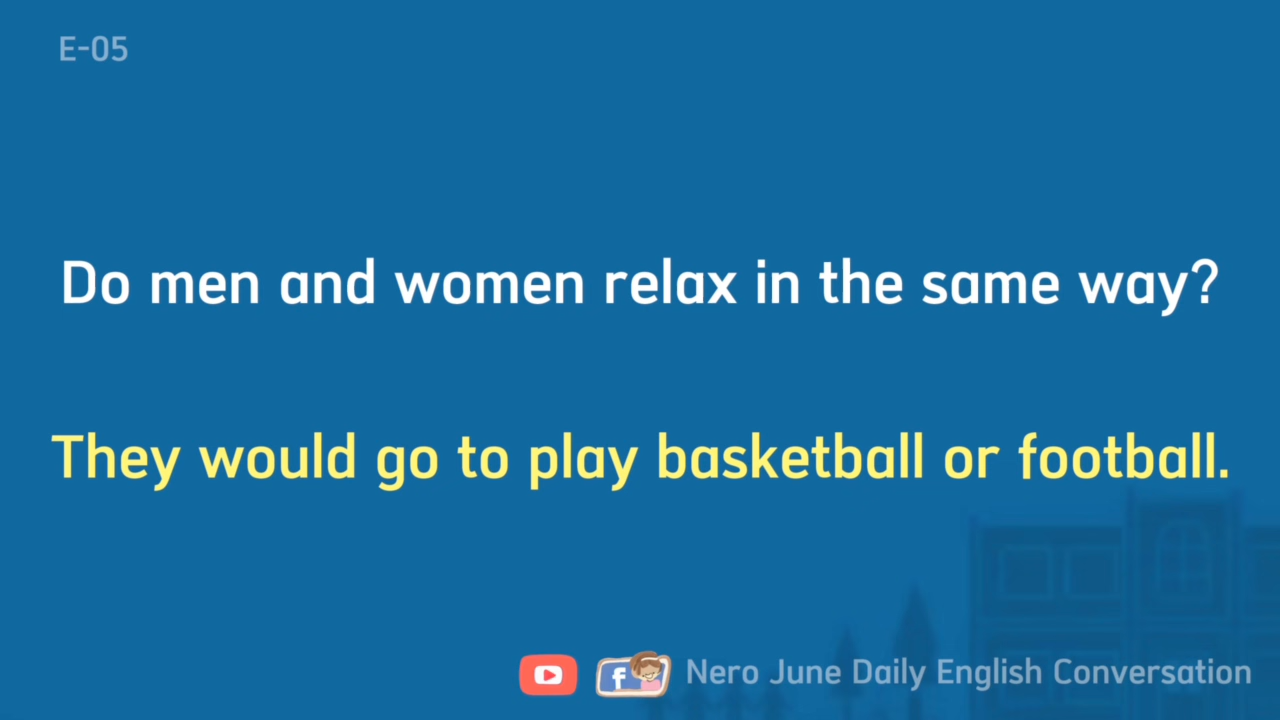 E-05
Do men and women relax in the same way?
They would go to play basketball or football.
f Nero June Daily English Conversation